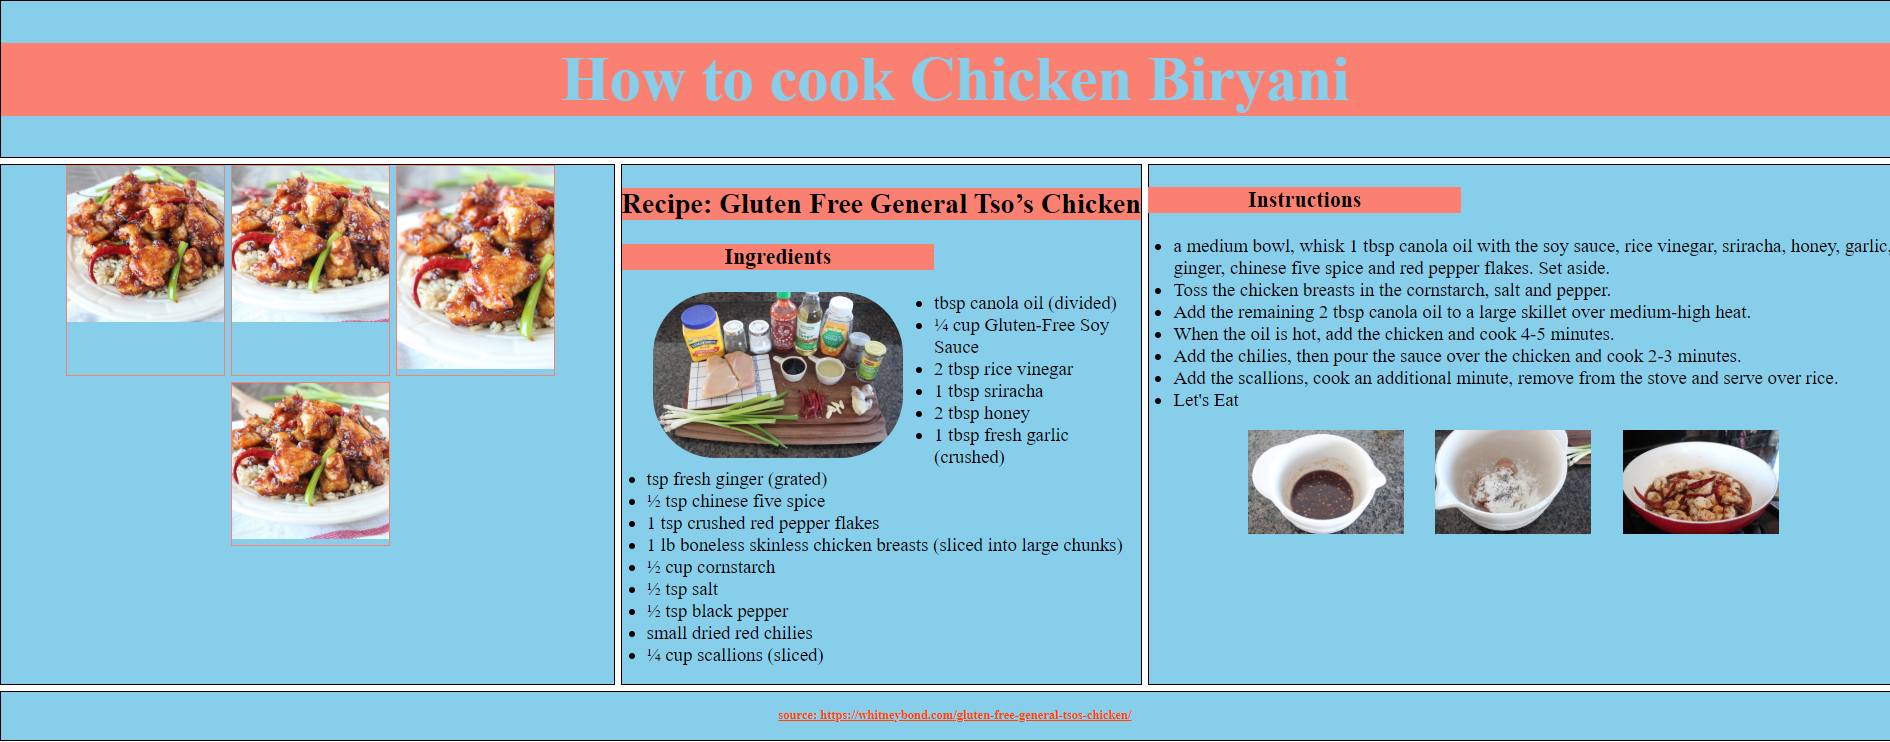 How to cook Chicken Biryani
Recipe: Gluten Free General Tso’s Chicken
Ingredients
tbsp canola oil (divided)
¼ cup Gluten-Free Soy
Sauce
2 tbsp rice vinegar
1 tbsp sriracha
2 tbsp honey
1 tbsp fresh garlic
(crushed)
tsp fresh ginger (grated)
½ tsp chinese five spice
1 tsp crushed red pepper flakes
1 lb boneless skinless chicken breasts (sliced into large chunks)
½ cup cornstarch
½ tsp salt
½ tsp black pepper
small dried red chilies
¼ cup scallions (sliced)
Instructions
a medium bowl, whisk 1 tbsp canola oil with the soy sauce, rice vinegar, sriracha, honey, garlic,
ginger, chinese five spice and red pepper flakes. Set aside.
Toss the chicken breasts in the cornstarch, salt and pepper.
Add the remaining 2 tbsp canola oil to a large skillet over medium-high heat.
When the oil is hot, add the chicken and cook 4-5 minutes.
Add the chilies, then pour the sauce over the chicken and cook 2-3 minutes.
Add the scallions, cook an additional minute, remove from the stove and serve over rice.
Let's Eat
source: https://whitneybond.com/gluten-free-general-tsos-chicken/